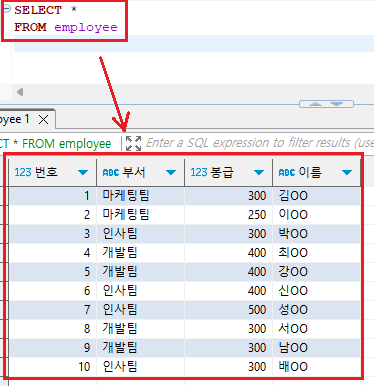 SELECT *
FROM employee
oyee 1
CT * FROM employee Enter a SQL expression to filter results (use
123 번호 ABC 부서 123 봉급 ABC 이름
1 마케팅팀 300 김OO
2 마케팅팀 250 이OO
3 인사팀 300 박OO
4 개발팀 400 최OO
5 개발팀 400 강OO
6 인사팀 400 신OO
7 인사팀 500 성OO
8 개발팀 300 서OO
9 개발팀 300 남OO
10 인사팀 300 배OO